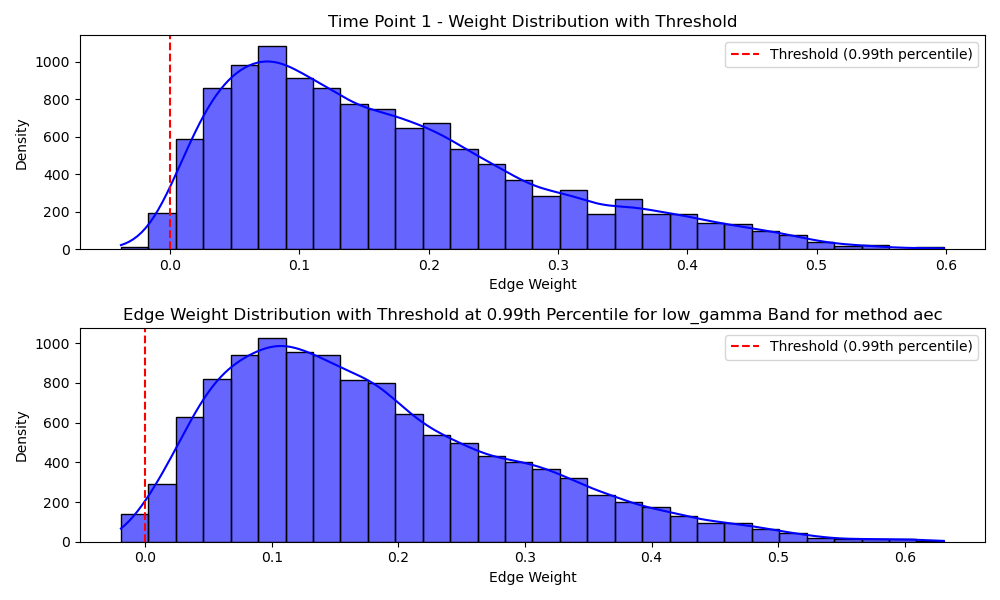 Time Point 1 - Weight Distribution with Threshold
Density
1000
800
600
400
200
0
Threshold (0.99th percentile)
0.0 0.1 0.2 0.3 0.4 0.5 0.6
Edge Weight
Edge Weight Distribution with Threshold at 0.99th Percentile for low_gamma Band for method aec
Density
1000
800
600
400
200
0
Threshold (0.99th percentile)
0.0 0.1 0.2 0.3 0.4 0.5 0.6
Edge Weight